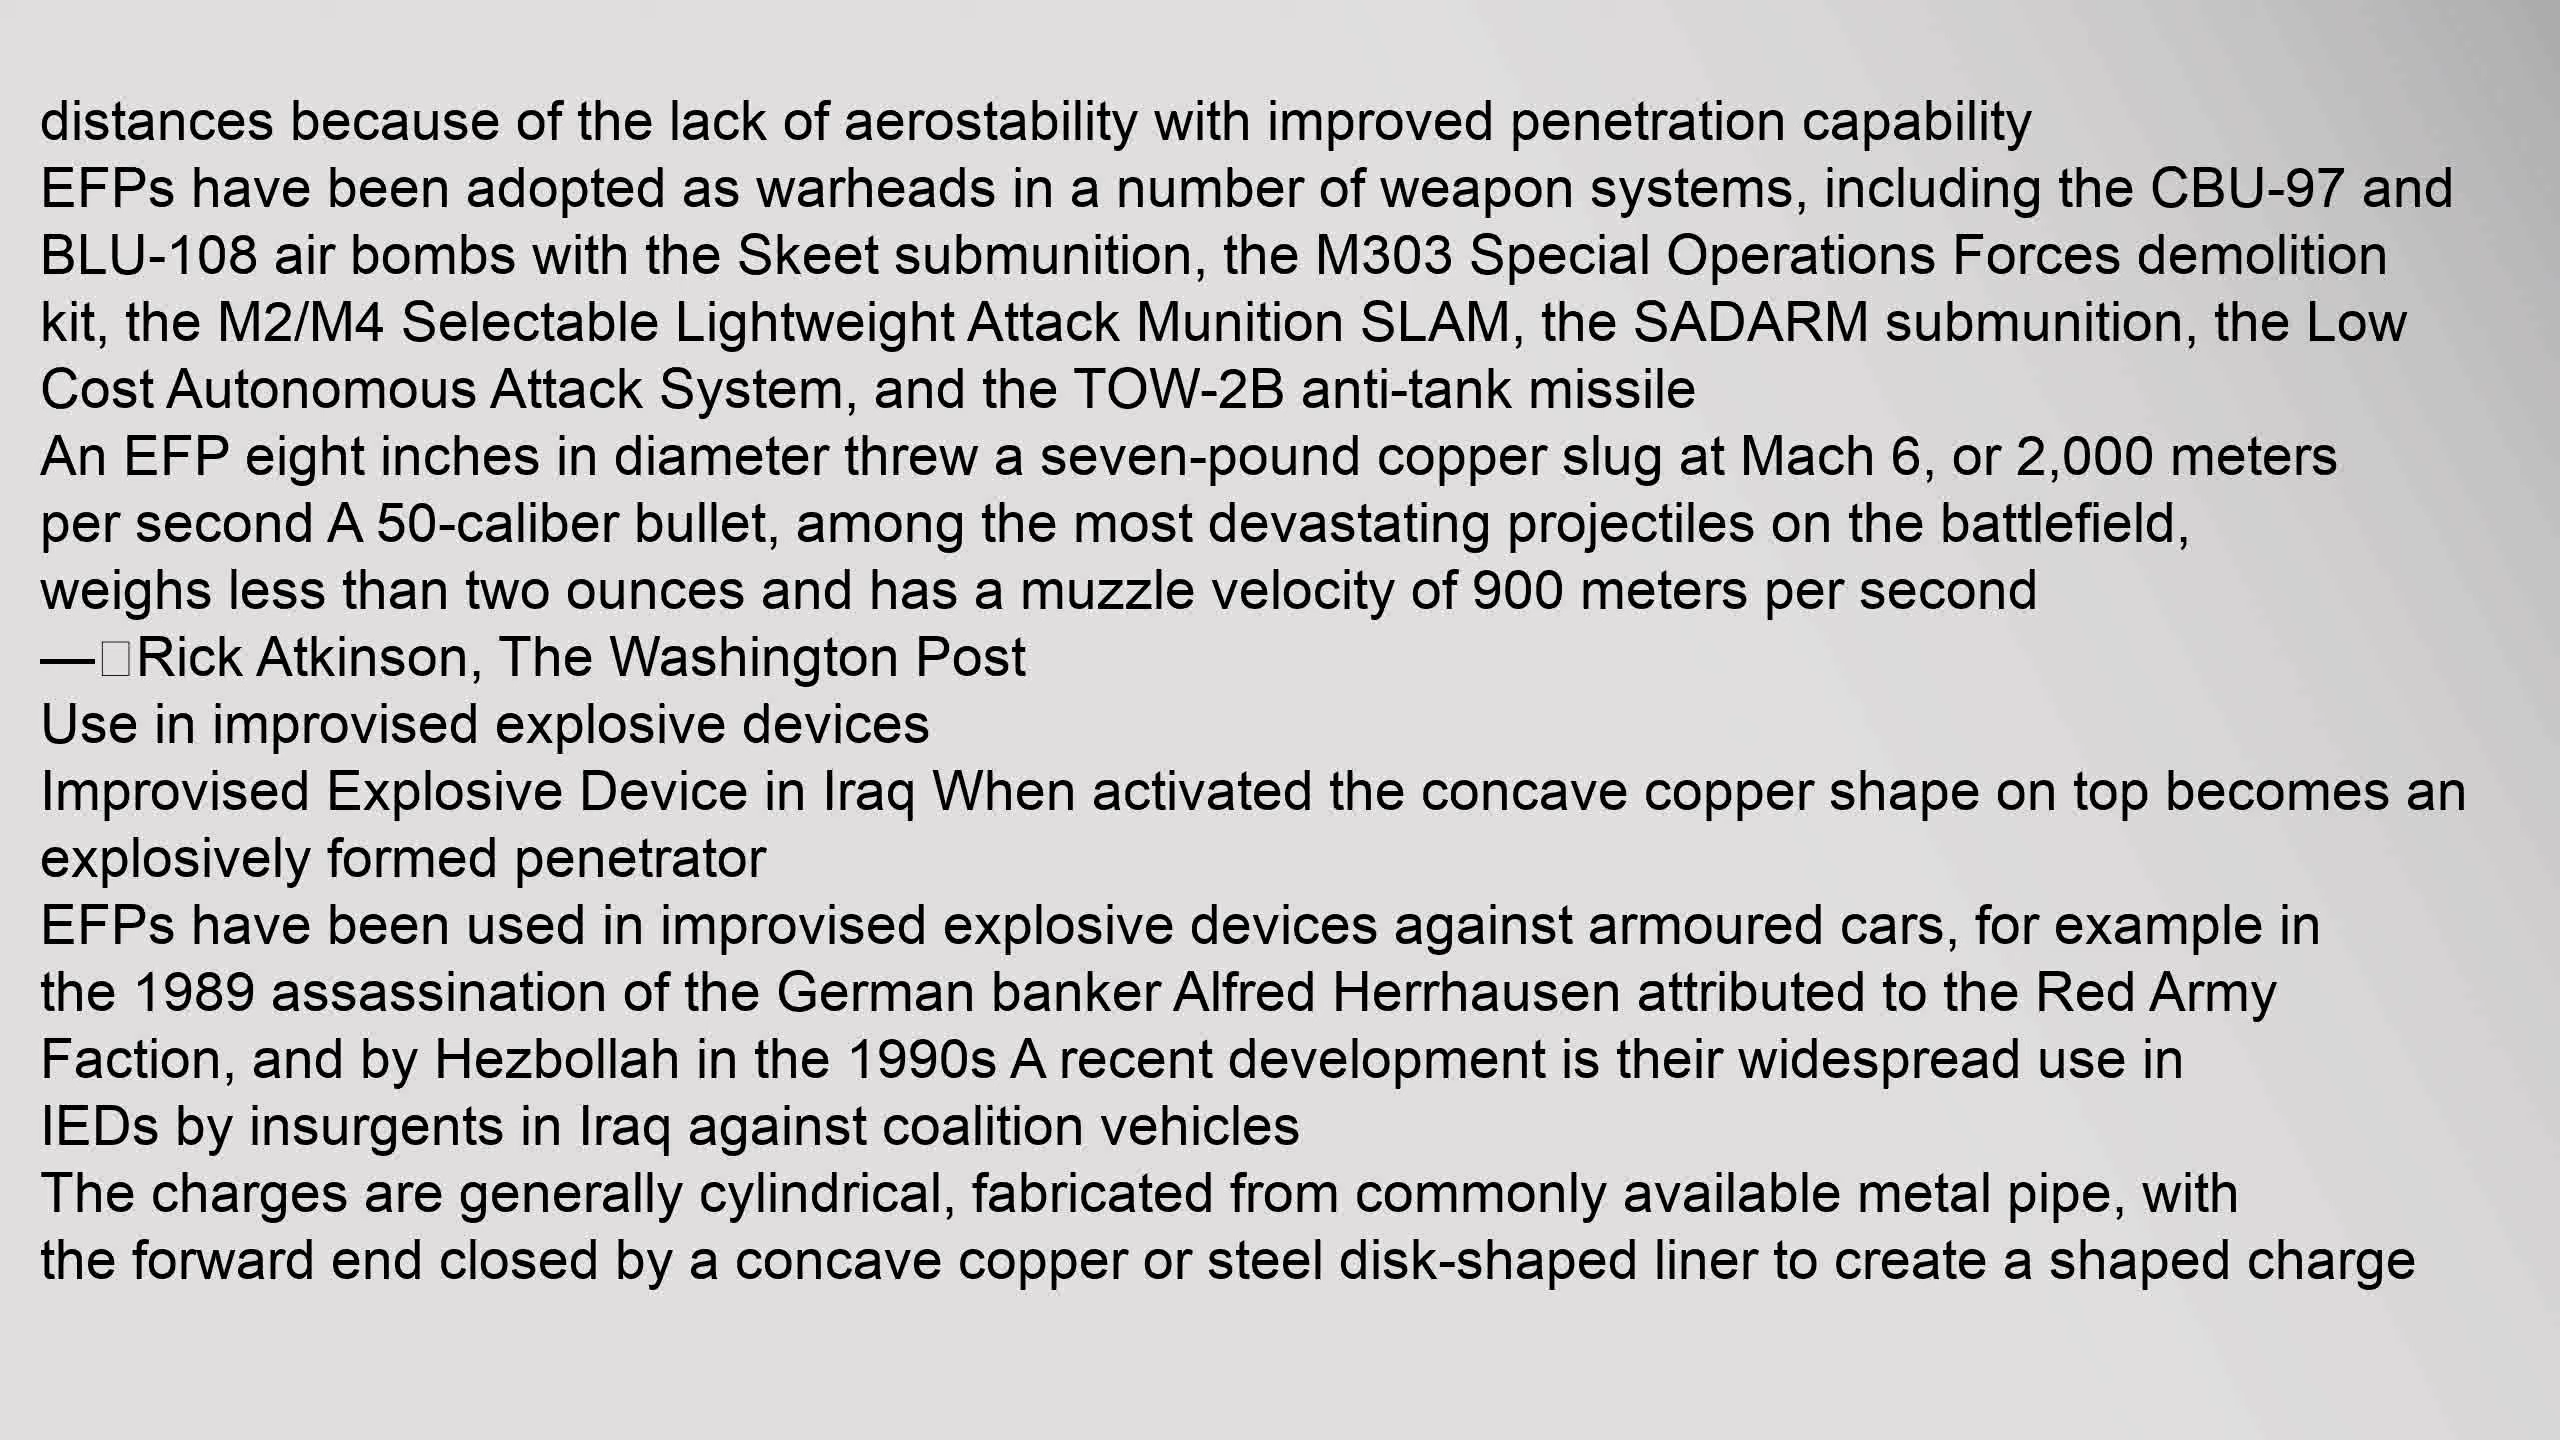 distances because of the lack of aerostability with improved penetration capability
EFPs have been adopted as warheads in a number of weapon systems, including the CBU-97 and
BLU-108 air bombs with the Skeet submunition, the M303 Special Operations Forces demolition
kit, the M2/M4 Selectable Lightweight Attack Munition SLAM, the SADARM submunition, the Low
Cost Autonomous Attack System, and the TOW-2B anti-tank missile
An EFP eight inches in diameter threw a seven-pound copper slug at Mach 6, or 2,000 meters
per second A 50-caliber bullet, among the most devastating projectiles on the battlefield,
weighs less than two ounces and has a muzzle velocity of 900 meters per second
—□Rick Atkinson, The Washington Post
Use in improvised explosive devices
Improvised Explosive Device in Iraq When activated the concave copper shape on top becomes an
explosively formed penetrator
EFPs have been used in improvised explosive devices against armoured cars, for example in
the 1989 assassination of the German banker Alfred Herrhausen attributed to the Red Army
Faction, and by Hezbollah in the 1990s A recent development is their widespread use in
IEDs by insurgents in Iraq against coalition vehicles
The charges are generally cylindrical, fabricated from commonly available metal pipe, with
the forward end closed by a concave copper or steel disk-shaped liner to create a shaped charge